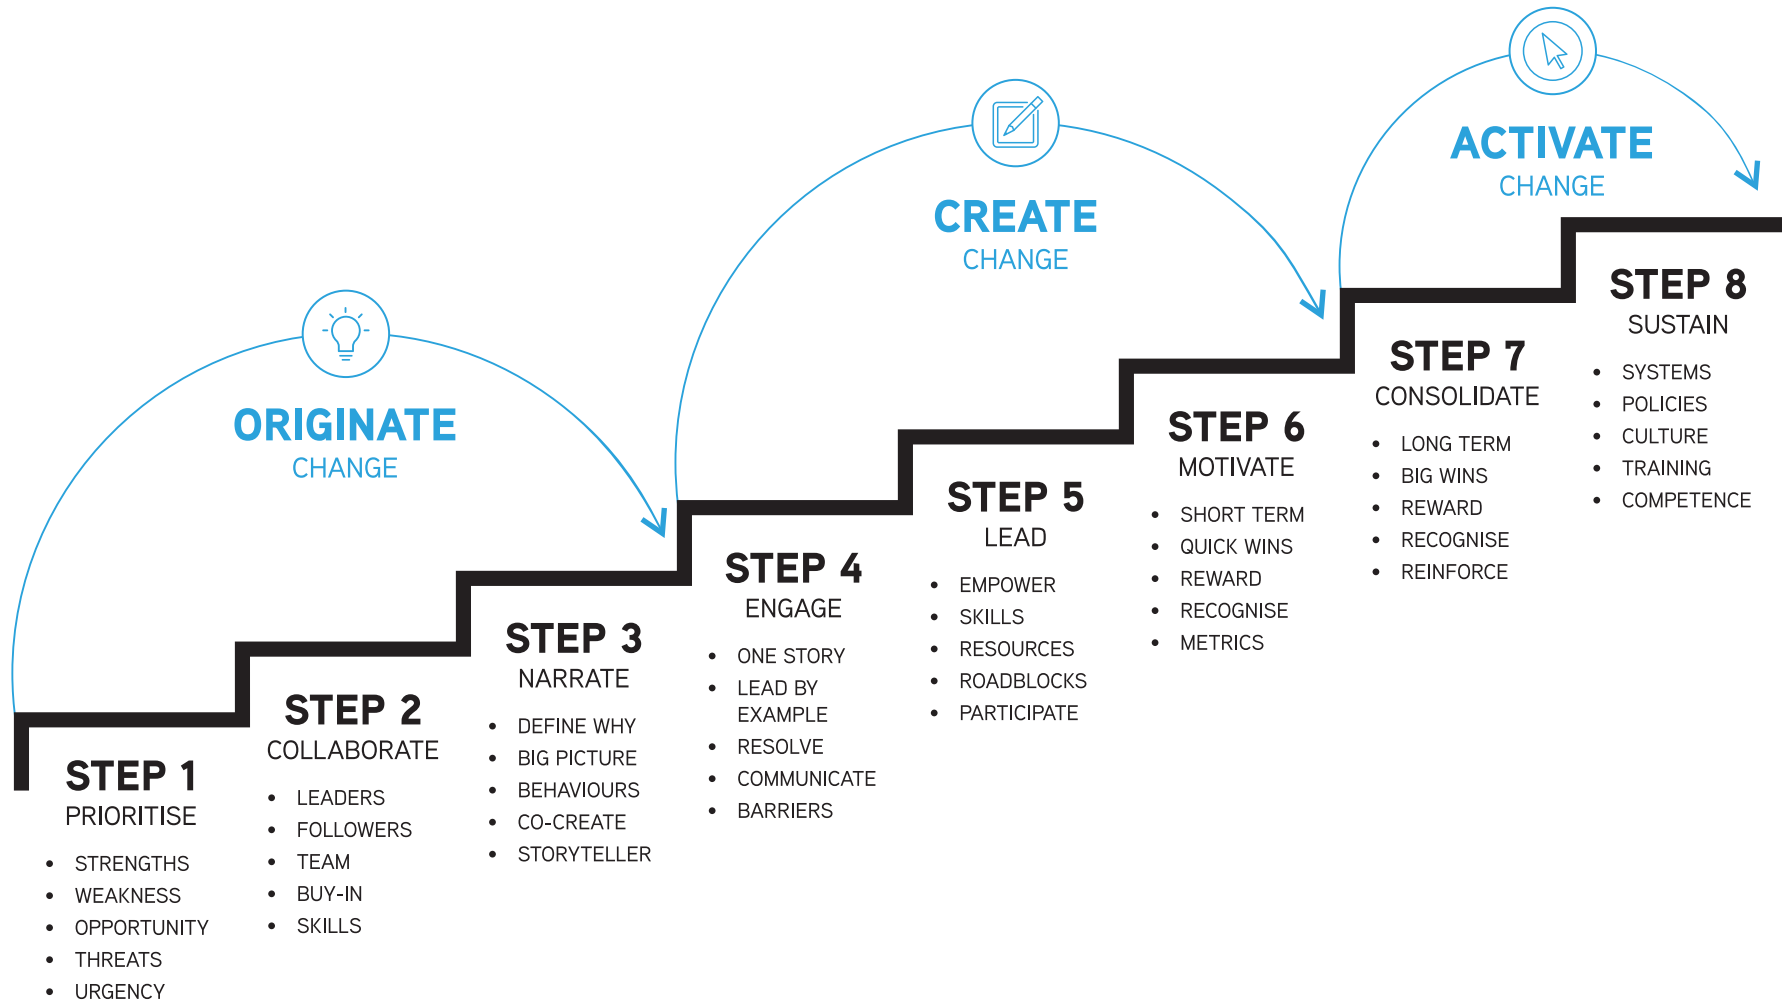 ORIGINATE
CHANGE
CREATE
CHANGE
ACTIVATE
CHANGE
STEP 1
PRIORITISE
• STRENGTHS
• WEAKNESS
• OPPORTUNITY
• THREATS
• URGENCY
STEP 2
COLLABORATE
• LEADERS
• FOLLOWERS
• TEAM
• BUY-IN
• SKILLS
STEP 3
NARRATE
• DEFINE WHY
• BIG PICTURE
• BEHAVIOURS
• CO-CREATE
• STORYTELLER
STEP 4
ENGAGE
• ONE STORY
• LEAD BY
EXAMPLE
• RESOLVE
• COMMUNICATE
• BARRIERS
STEP 5
LEAD
• EMPOWER
• SKILLS
• RESOURCES
• ROADBLOCKS
• PARTICIPATE
STEP 6
MOTIVATE
• SHORT TERM
• QUICK WINS
• REWARD
• RECOGNISE
• METRICS
STEP 7
CONSOLIDATE
• LONG TERM
• BIG WINS
• REWARD
• RECOGNISE
• REINFORCE
STEP 8
SUSTAIN
• SYSTEMS
• POLICIES
• CULTURE
• TRAINING
• COMPETENCE